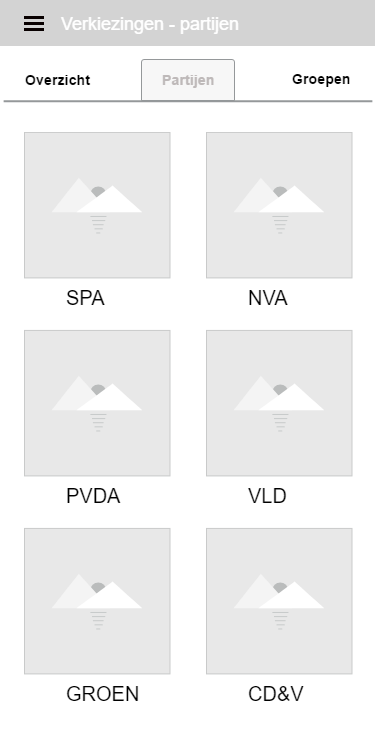 Verkiezingen - partijen
Overzicht Partijen Groepen
SPA NVA
PVDA VLD
GROEN CD&V